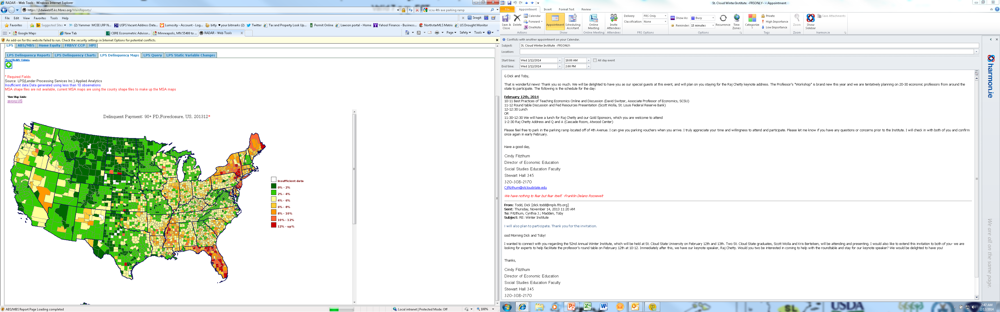 RADAR - Web Tools - Windows Internet Explorer
https://j1dwweb05.kc.frbres.org/MainReports/
scsu 4th ave parking ramp
File Edit View Favorites Tools Help
Snagit
Favorites Suggested Sites (2) Yammer MCEE LRP N... USPS Vacant Address Data... Lumosity - Account - Log... bitly ♥ your bitmarks (2) Twitter Tax and Property Look Up... Permit Online Lawson portal - Home Yahoo! Finance - Business... NorthstarMLS Matrix US Drought Monitor
Google Maps New Tab CBRE Econometric Advisor... Minneapolis, MN 55480 to ... RADAR - Web Tools
Page Safety Tools
An add-on for this website failed to run. Check the security settings in Internet Options for potential conflicts.
LPS ABS/MBS Home Equity FRBNY CCP HPI
LPS Delinquency Reports LPS Delinquency Charts LPS Delinquency Maps LPS Query LPS Static Variable Changes
Show/Modify Criteria
* Required Fields
Source: LPS(Lender Processing Services Inc.) Applied Analytics
Insufficient data:Data generated using less than 10 observations
MSA shape files are not available, current MSA maps are using the county shape files to make up the MSA maps
View Map Links:
201312:US
Delinquent Payment: 90+ PD,Foreclosure, US, 201312*
Insufficient data
0% - 2%
2% - 4%
4% - 6%
6% - 8%
8% - 10%
10% - 12%
12% - up%
ABS/MBS Report Page Loading completed
Local intranet | Protected Mode: Off
100%
St. Cloud Winter Institute -FRSONLY- - Appointment
File Appointment Insert Format Text Review
Save & Close
Delete
Calendar
Forward
OneNote
Actions
Appointment
Scheduling Assistant
Show
Online Meeting
Online Meeting
Invite Attendees
Attendees
Delivery FRS Only
Classification None
FRS Options
Show As: Busy
Reminder: 15 minutes
Recurrence
Time Zones
Options
Categorize
Private
High Importance
Low Importance
Tags
Zoom
Zoom
Show Sidebar
Save Attachments
harmon.ie
Conflicts with another appointment on your Calendar.
Subject: St. Cloud Winter Institute -FRSONLY-
Location:
Start time: Wed 2/12/2014 10:00 AM All day event
End time: Wed 2/12/2014 2:00 PM
G Dick and Toby,
That is wonderful news! Thank you so much. We will be delighted to have you as our special guests at this event, and will plan on you staying for the Raj Chetty keynote address. The Professor's "Workshop" is brand new this year and we are tentatively planning on 20-30 economic professors from around the
state to participate. The following is the schedule for the day:
February 12th, 2014
10-11 Best Practices of Teaching Economics Online and Discussion (David Switzer, Associate Professor of Economics, SCSU)
11-12 Round table Discussion and Fed Resources Presentation (Scott Wolla, St. Louis Federal Reserve Bank)
12-12:30 Lunch
OR
11:30-12:30 We will have a lunch for Raj Chetty and our Gold Sponsors, which you are welcome to attend
1-2:30 Raj Chetty Address and Q and A (Cascade Room, Atwood Center)
Please feel free to park in the parking ramp located off of 4th Avenue. I can give you parking vouchers when you arrive. I truly appreciate your time and willingness to attend and participate. Please let me know if you have any questions or concerns prior to the Institute. I will check in with both of you and confirm
once again in early February.
Have a good day,
Cindy Fitzthum
Director of Economic Education
Social Studies Education Faculty
Stewart Hall 345
320-308-2170
Cjfitzthum@stcloudstate.edu
We have nothing to fear but fear itself. -Franklin Delano Roosevelt
From: Todd, Dick [dick.todd@mpls.frb.org]
Sent: Thursday, November 14, 2013 11:20 AM
To: Fitzthum, Cynthia J.; Madden, Toby
Subject: RE: Winter Institute
I will also plan to participate. Thank you for the invitation.
ood Morning Dick and Toby!
I wanted to connect with you regarding the 52nd Annual Winter Institute, which will be held at St. Cloud State University on February 12th and 13th. Two St. Cloud State graduates, Scott Wolla and Kris Bertelsen, will be attending and presenting. I would also like to extend this invitation to both of you- we are
looking for experts to help facilitate the professor's round table on February 12th at 10-12. Immediately after this, we have our keynote speaker, Raj Chetty. Would you two be interested in coming to help with the roundtable and stay for our keynote speaker? We would be delighted to have you!
Thanks,
Cindy Fitzthum
Director of Economic Education
Social Studies Education Faculty
Stewart Hall 345
320-308-2170
harmon.ie
We are all on the same page.
SL
USDA
7:47 AM
2/12/2014